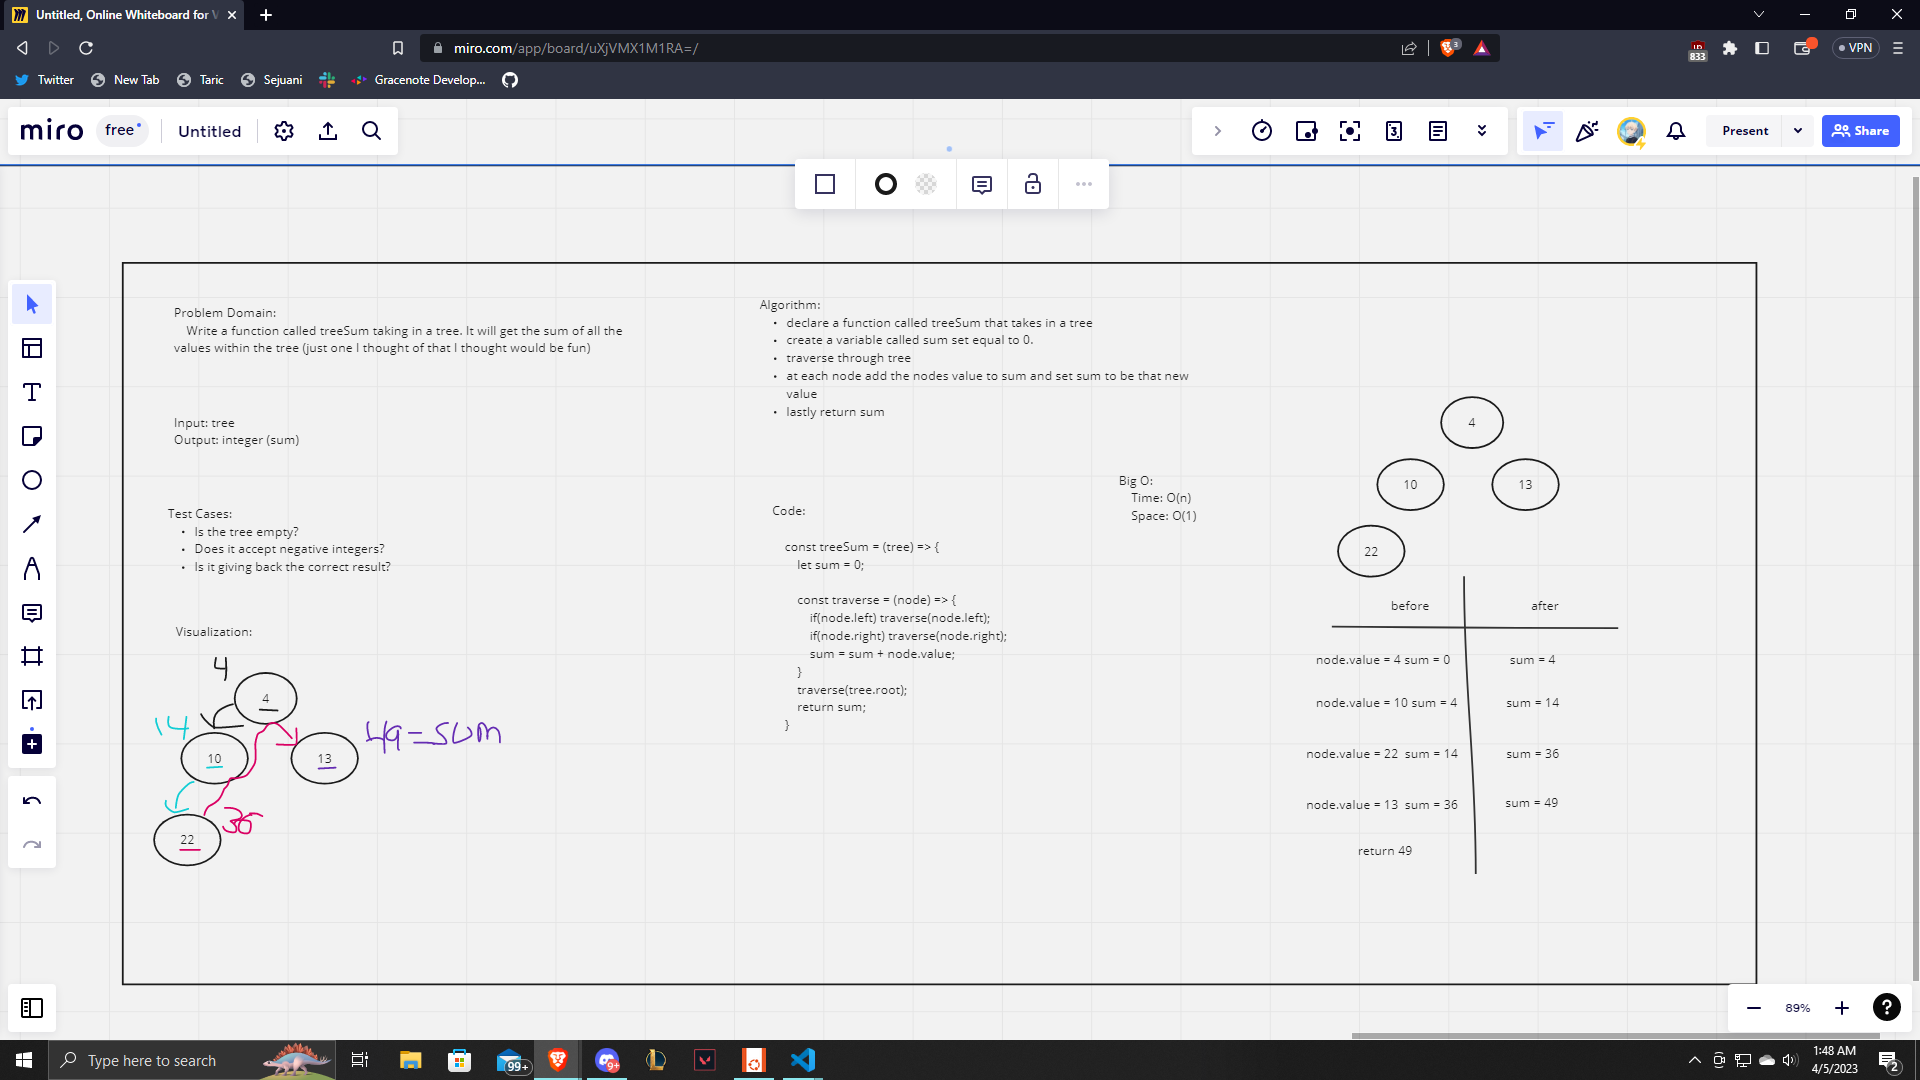 Untitled, Online Whiteboard for V
miro.com/app/board/uXjVMX1M1RA=/
3
833
VPN
Twitter
New Tab
Taric
Sejuani
Gracenote Develop...
miro
free
Untitled
3
Present
Share
Problem Domain:
Write a function called treeSum taking in a tree. It will get the sum of all the
values within the tree (just one I thought of that I thought would be fun)
Input: tree
Output: integer (sum)
Test Cases:
• Is the tree empty?
• Does it accept negative integers?
• Is it giving back the correct result?
Visualization:
4
4
14
10
13
49=SUM
22
36
Algorithm:
• declare a function called treeSum that takes in a tree
• create a variable called sum set equal to 0.
• traverse through tree
• at each node add the nodes value to sum and set sum to be that new
value
• lastly return sum
Code:
const treeSum = (tree) => {
let sum = 0;
const traverse = (node) => {
if(node.left) traverse(node.left);
if(node.right) traverse(node.right);
sum = sum + node.value;
}
traverse(tree.root);
return sum;
}
Big O:
Time: O(n)
Space: O(1)
4
10
13
22
before
after
node.value = 4 sum = 0
sum = 4
node.value = 10 sum = 4
sum = 14
node.value = 22 sum = 14
sum = 36
node.value = 13 sum = 36
sum = 49
return 49
89%
Type here to search
99+
9+
1:48 AM
4/5/2023
2